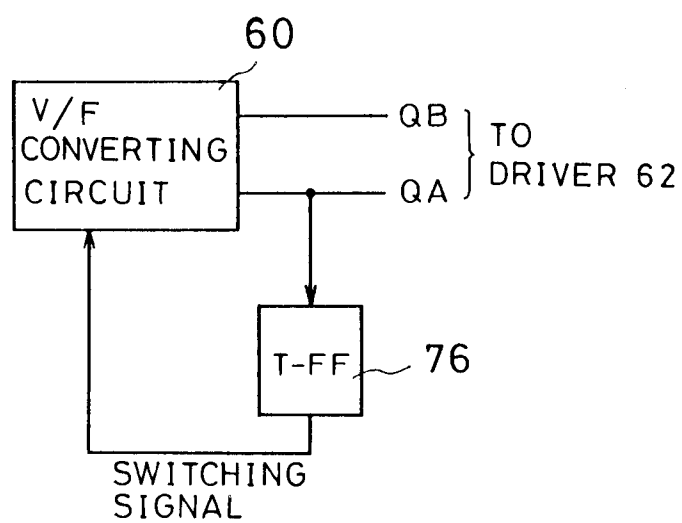 60
V/F
CONVERTING
CIRCUIT
QB
QA
TO
DRIVER 62
T-FF
76
SWITCHING
SIGNAL